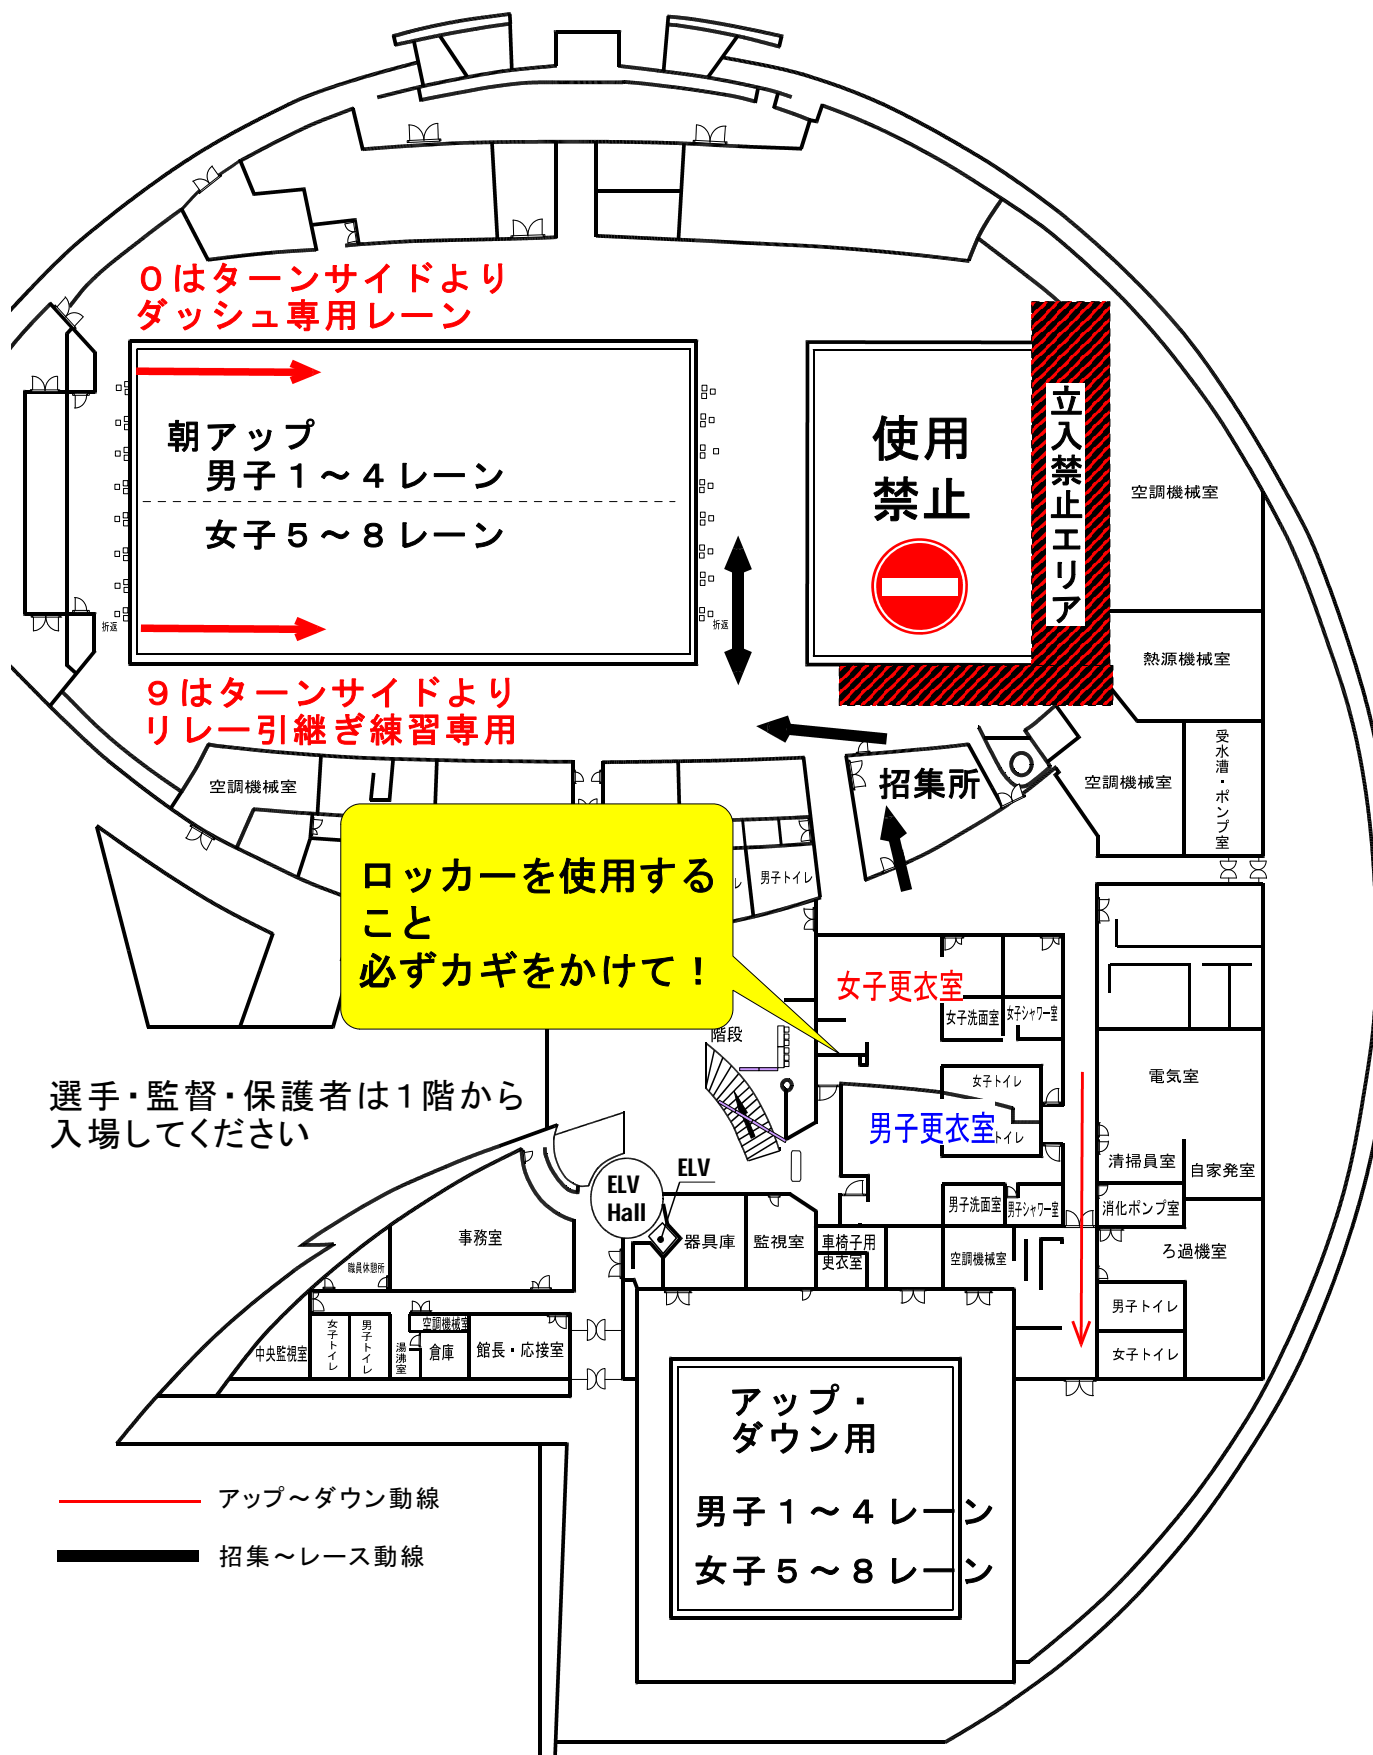 ０はターンサイドより
ダッシュ専用レーン
朝アップ
男子１～４レーン
女子５～８レーン
折返
折返
９はターンサイドより
リレー引継ぎ練習専用
使用
禁止
立入禁止エリア
空調機械室
熱源機械室
空調機械室
受水漕・ポンプ室
招集所
空調機械室
ロッカーを使用する
こと
必ずカギをかけて！
レ
男子トイレ
女子更衣室
女子洗面室
女子シャワー室
階段
女子トイレ
男子更衣室
トイレ
電気室
清掃員室
自家発室
消化ポンプ室
ろ過機室
男子トイレ
女子トイレ
男子洗面室
男子シャワー室
選手・監督・保護者は１階から
入場してください
ELV
Hall
ELV
器具庫
監視室
車椅子用
更衣室
空調機械室
事務室
職員休憩所
中央監視室
女子トイレ
男子トイレ
湯沸室
空調機械室
倉庫
館長・応接室
アップ・
ダウン用
男子１～４レーン
女子５～８レーン
アップ～ダウン動線
招集～レース動線